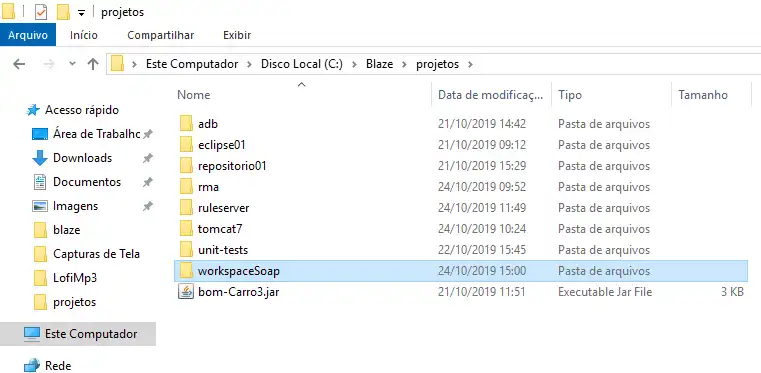 projetos
Arquivo Início Compartilhar Exibir
Este Computador Disco Local (C:) Blaze projetos
Nome Data de modificaç... Tipo Tamanho
Acesso rápido
Área de Trabalho
Downloads
Documentos
Imagens
blaze
Capturas de Tela
LofiMp3
projetos
Este Computador
Rede
adb 21/10/2019 14:42 Pasta de arquivos
eclipse01 21/10/2019 09:12 Pasta de arquivos
repositorio01 21/10/2019 15:29 Pasta de arquivos
rma 24/10/2019 09:52 Pasta de arquivos
ruleserver 24/10/2019 11:49 Pasta de arquivos
tomcat7 24/10/2019 10:24 Pasta de arquivos
unit-tests 22/10/2019 15:45 Pasta de arquivos
workspaceSoap 24/10/2019 15:00 Pasta de arquivos
bom-Carro3.jar 21/10/2019 11:51 Executable Jar File 3 KB